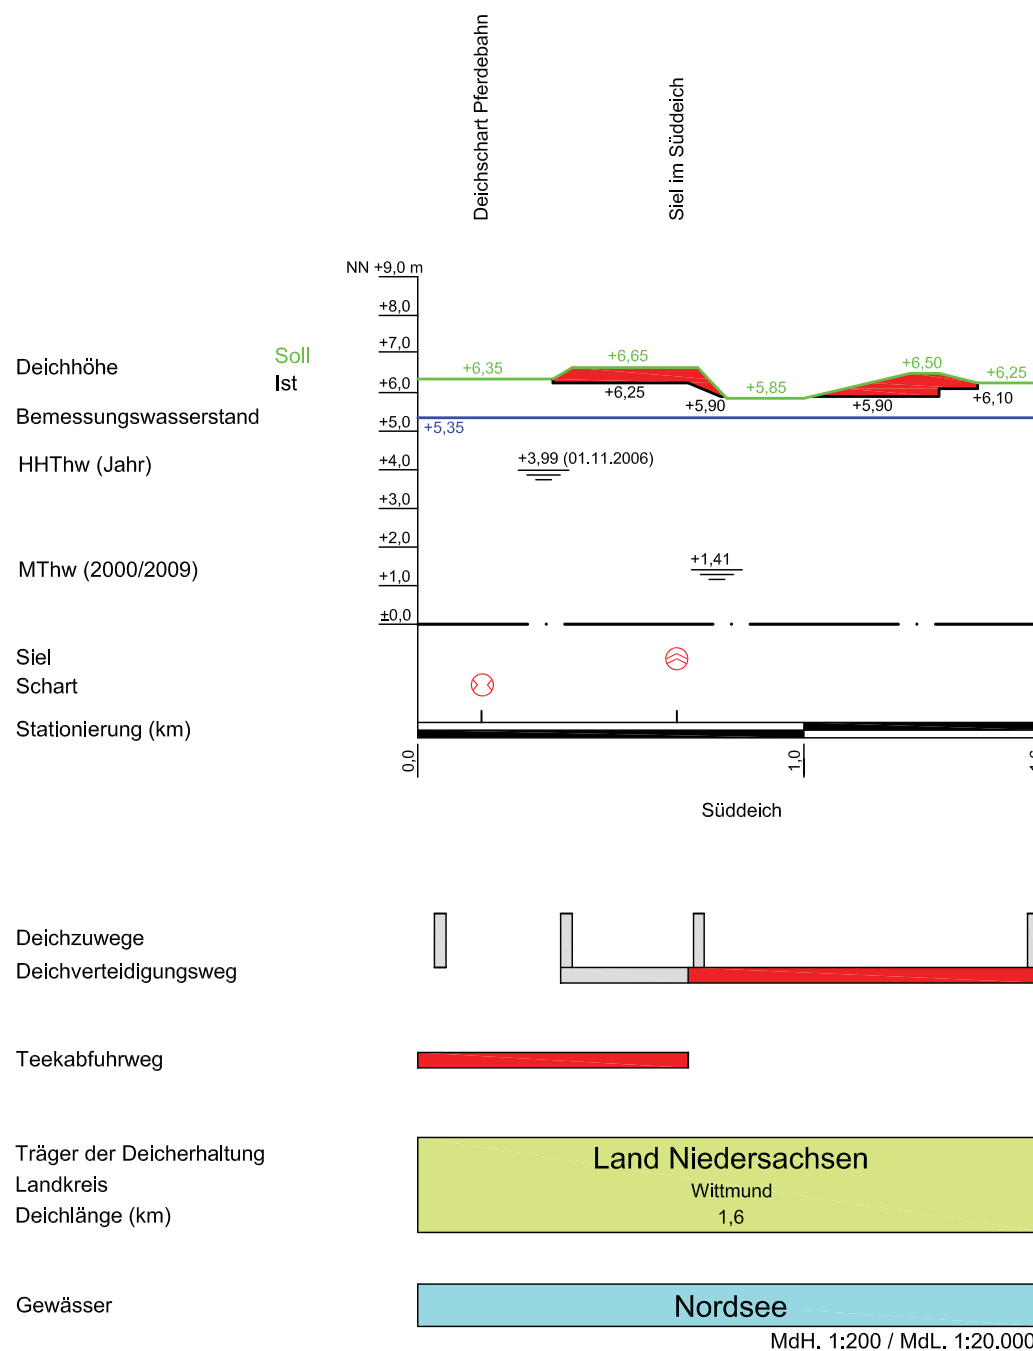 Deichschart Pferdebahn
Siel im Süddeich
NN +9,0 m
+8,0
+7,0
+6,0
+5,0
+4,0
+3,0
+2,0
+1,0
±0,0
Deichhöhe
Soll
Ist
+6,35
+6,65
+6,25
+5,90
+5,85
+5,90
+6,50
+6,25
+6,10
Bemessungswasserstand
+5,35
HHThw (Jahr)
+3,99 (01.11.2006)
MThw (2000/2009)
+1,41
Siel
Schart
Stationierung (km)
0,0
1,0
Süddeich
Deichzuwege
Deichverteidigungsweg
Teekabfuhrweg
Träger der Deicherhaltung
Land Niedersachsen
Landkreis
Wittmund
Deichlänge (km)
1,6
Gewässer
Nordsee
MdH. 1:200 / MdL. 1:20.000